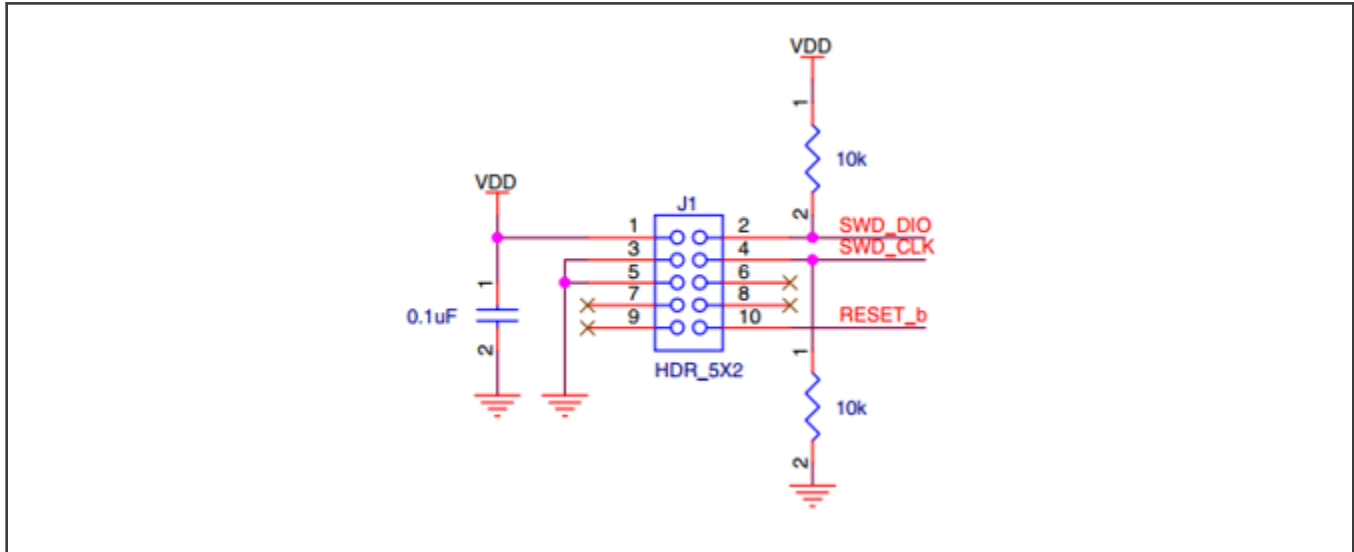 VDD
1
10k
2
VDD
J1
1 2 SWD_DIO
3 4 SWD_CLK
5 6
7 8
9 10 RESET_b
1
0.1uF
2
HDR_5X2
1
10k
2